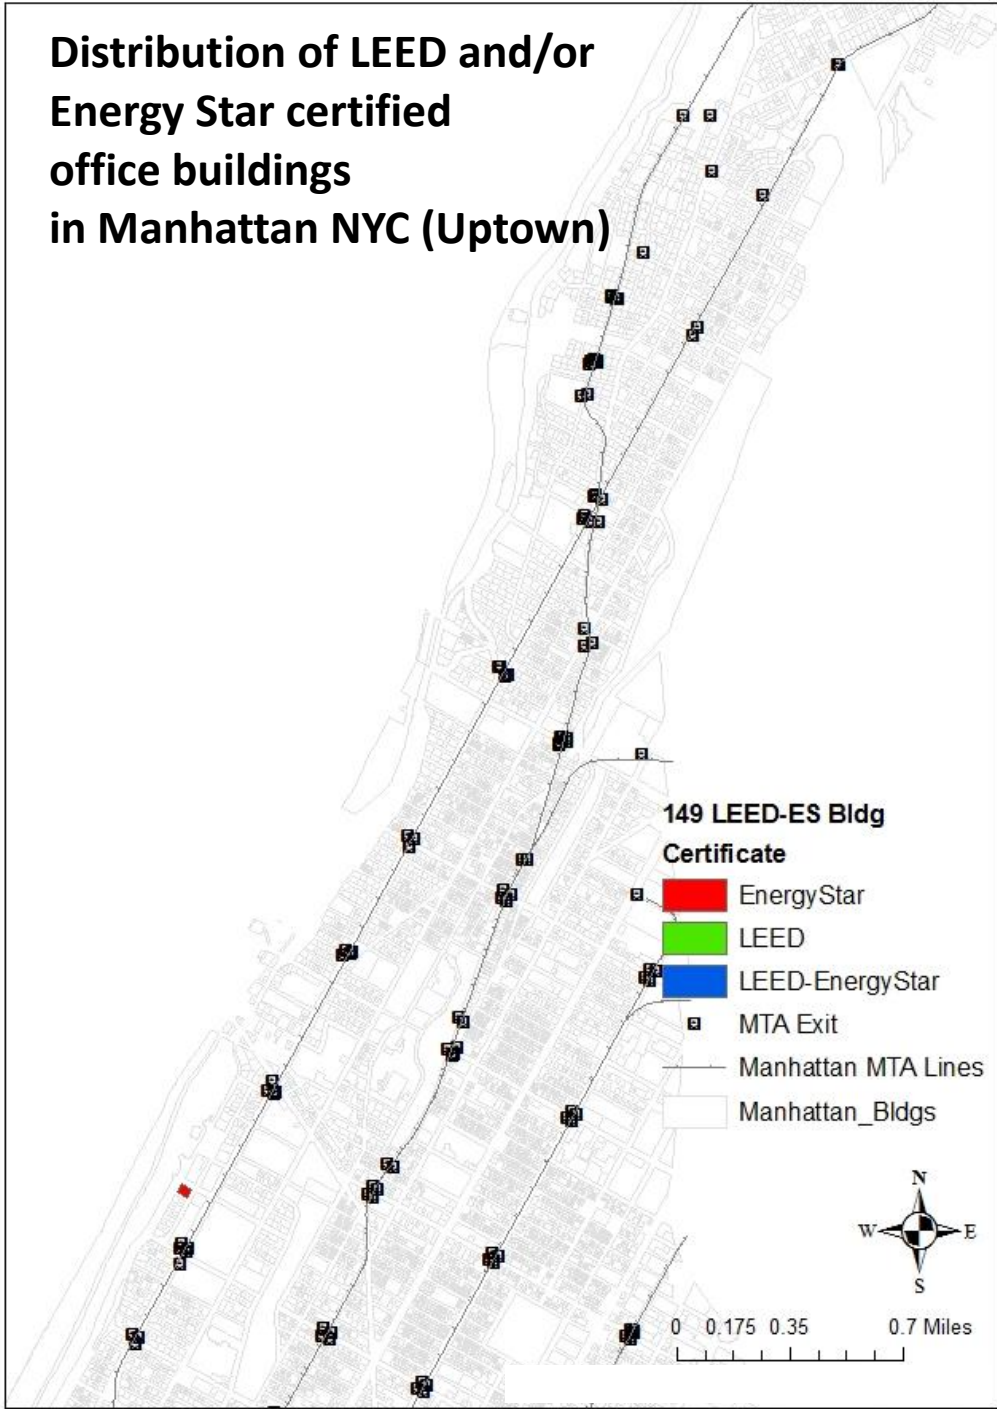 Distribution of LEED and/or
Energy Star certified
office buildings
in Manhattan NYC (Uptown)
149 LEED-ES Bldg
Certificate
EnergyStar
LEED
LEED-EnergyStar
MTA Exit
Manhattan MTA Lines
Manhattan_Bldgs
N
W E
S
0 0.175 0.35 0.7 Miles